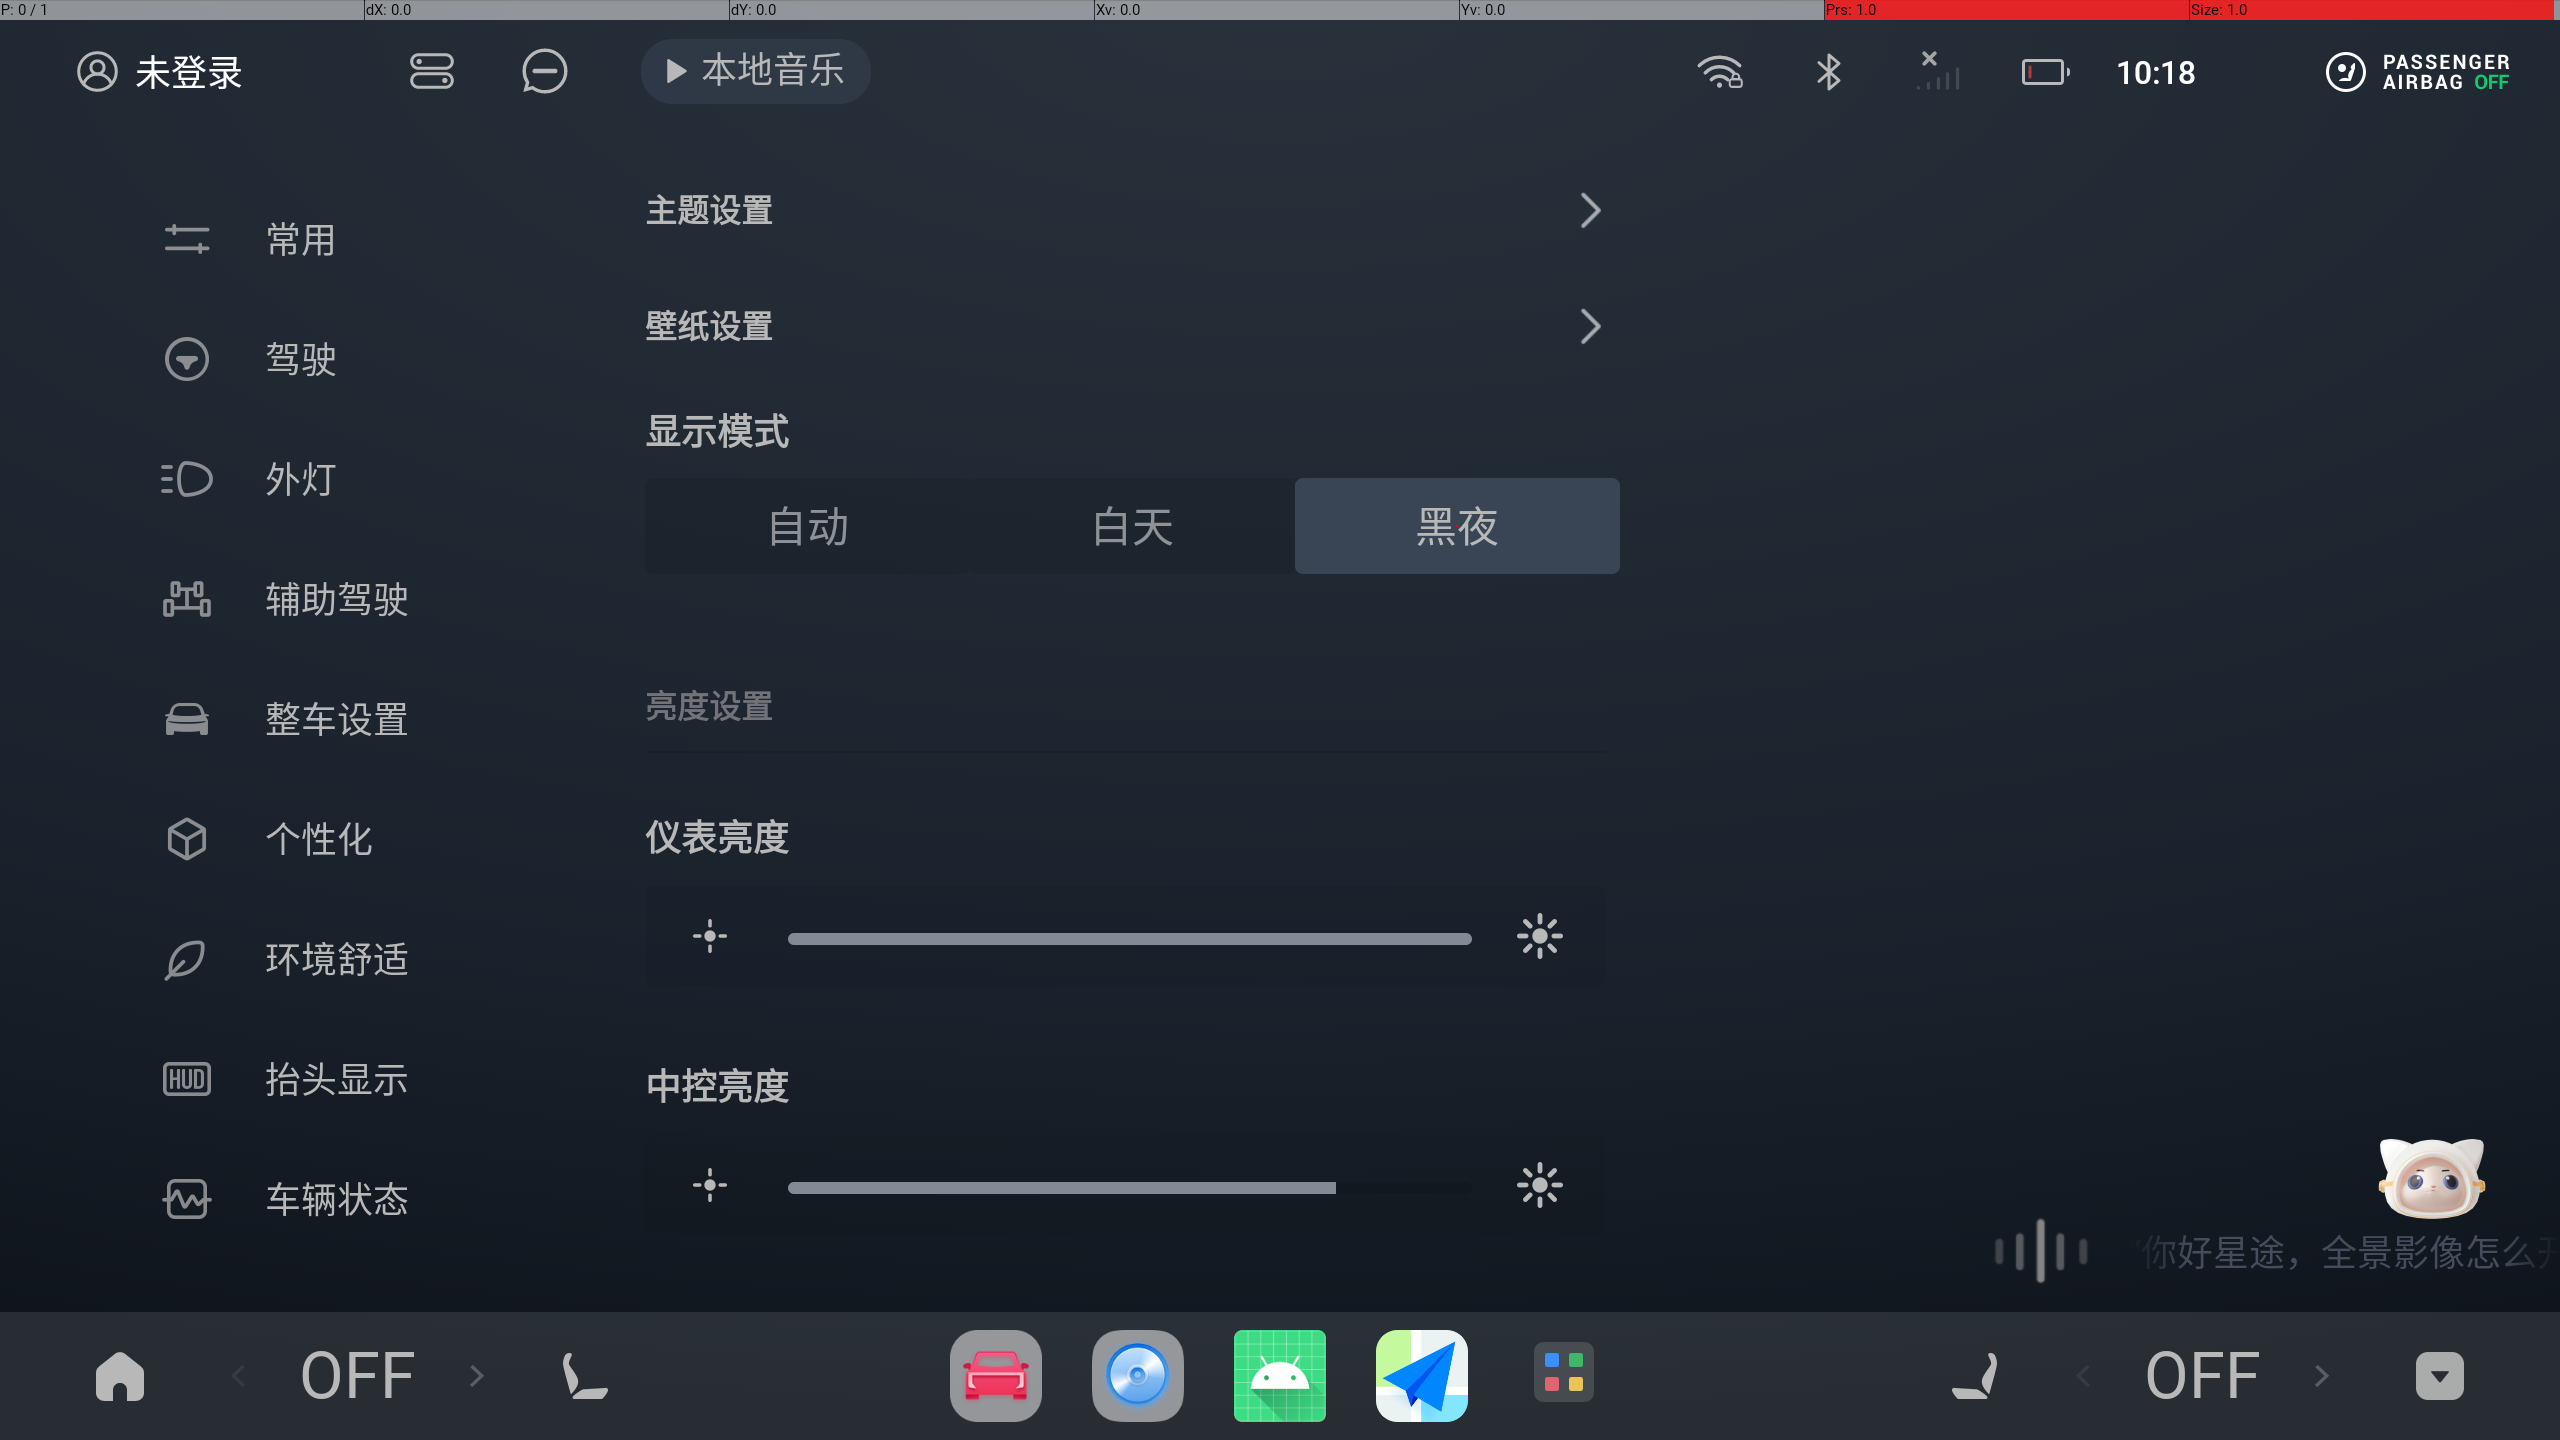 P: 0 / 1 dX: 0.0 dY: 0.0 Xv: 0.0 Yv: 0.0 Prs: 1.0 Size: 1.0
未登录 本地音乐 10:18 PASSENGER
AIRBAG OFF
主题设置
常用
壁纸设置
驾驶
显示模式
外灯
自动 白天 黑夜
辅助驾驶
亮度设置
整车设置
仪表亮度
个性化
环境舒适
中控亮度
HUD 抬头显示
车辆状态
“你好星途，全景影像怎么
OFF OFF